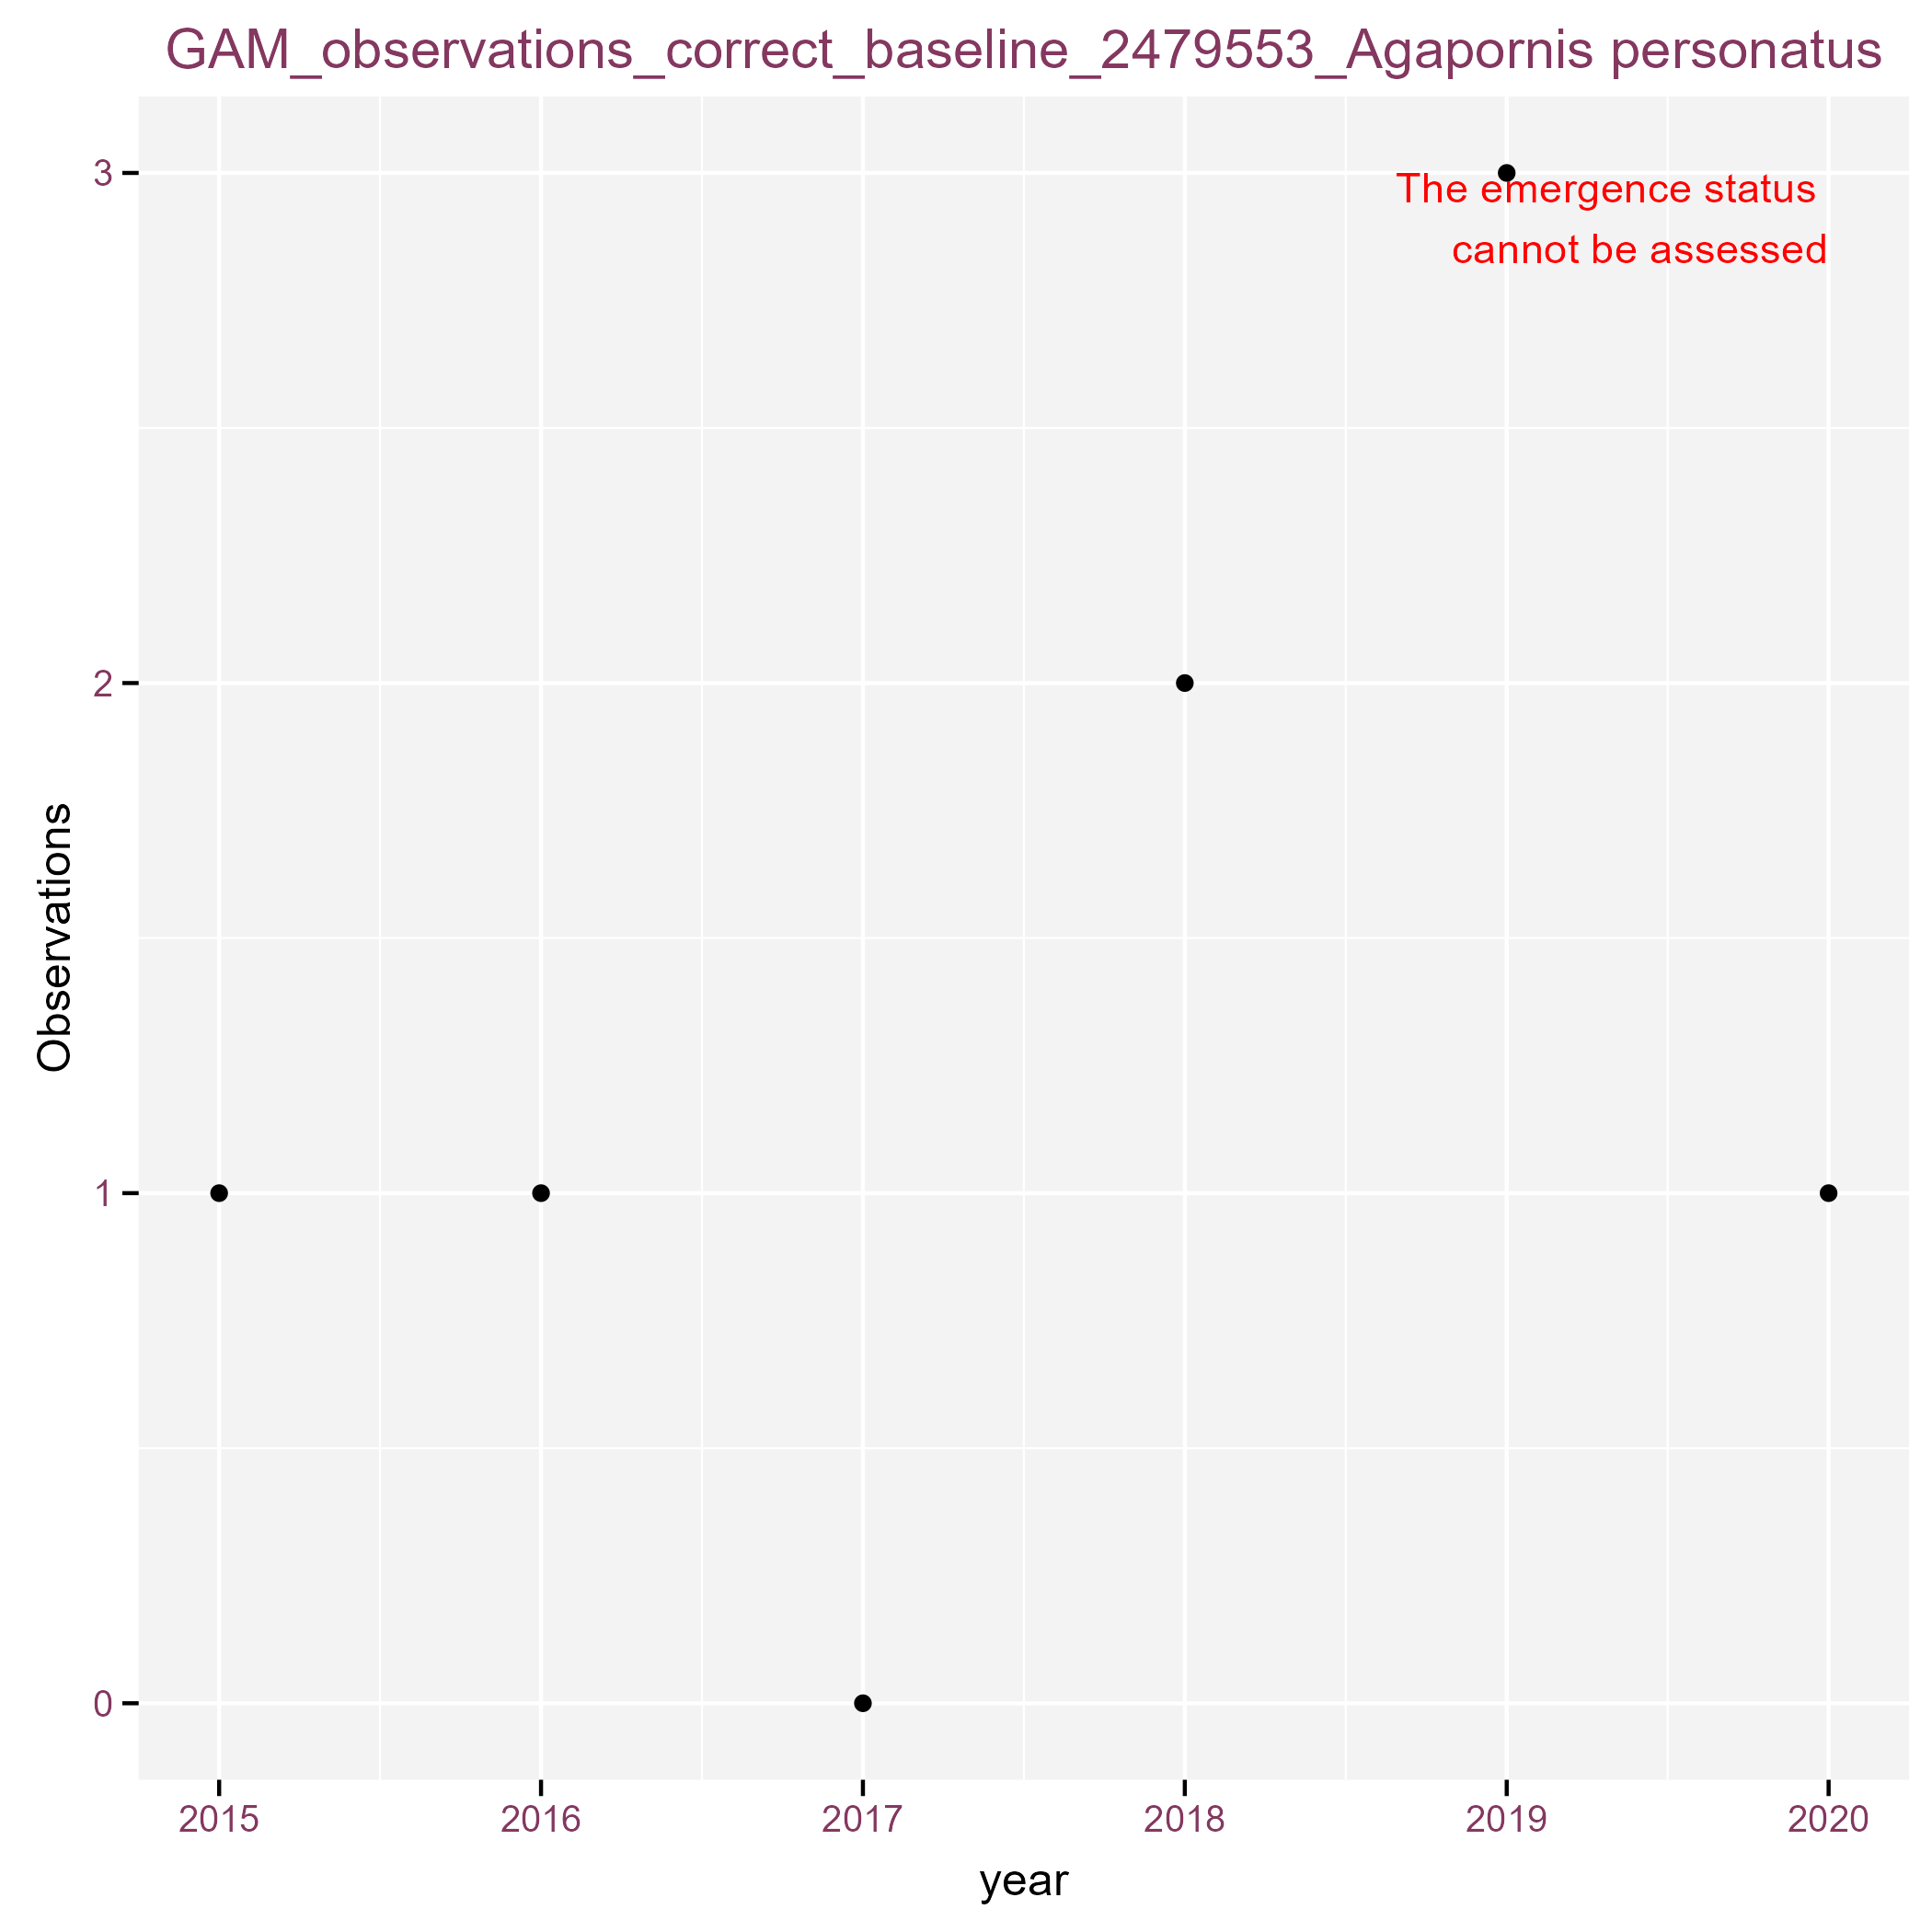 GAM_observations_correct_baseline_2479553_Agapornis personatus
3
The emergence status
cannot be assessed
2
Observations
1
0
2015 2016 2017 2018 2019 2020
year